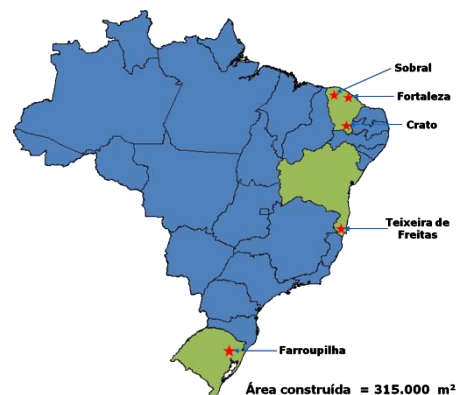 Sobral
Fortaleza
Crato
Teixeira de
Freitas
Farroupilha
Área construída = 315.000 m²